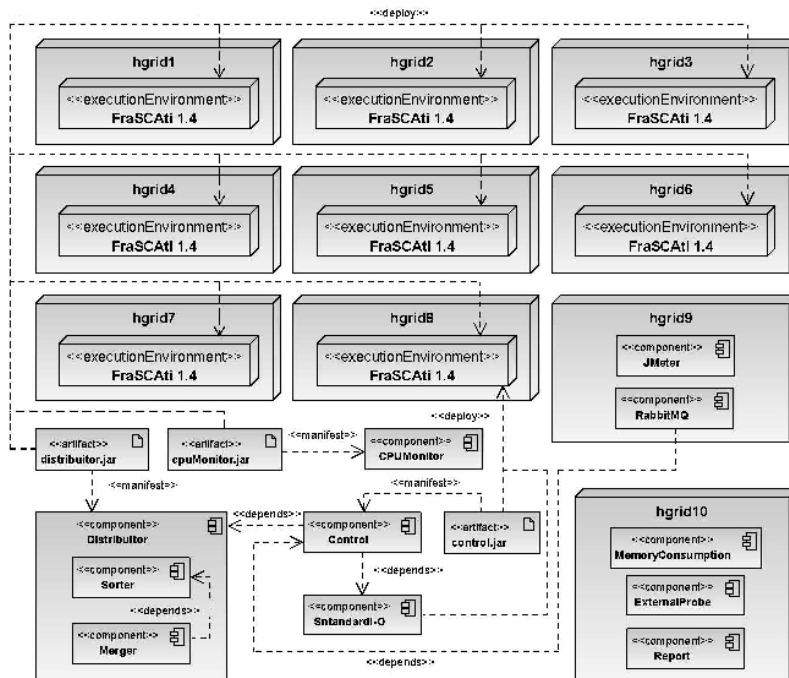 <<deploy>>
hgrid1
<<executionEnvironment>>
FraSCAti 1.4
hgrid2
<<executionEnvironment>>
FraSCAti 1.4
hgrid3
<<executionEnvironment>>
FraSCAti 1.4
hgrid4
<<executionEnvironment>>
FraSCAti 1.4
hgrid5
<<executionEnvironment>>
FraSCAti 1.4
hgrid6
<<executionEnvironment>>
FraSCAti 1.4
hgrid7
<<executionEnvironment>>
FraSCAti 1.4
hgrid8
<<executionEnvironment>>
FraSCAti 1.4
hgrid9
<<component>>
JMeter
<<component>>
RabbitMQ
<<deploy>>
<<artifact>>
distribuitor.jar
<<artifact>>
cpuMonitor.jar
<<manifest>>
<<component>>
CPUMonitor
<<manifest>>
<<manifest>>
<<component>>
Distribuitor
<<depends>>
<<component>>
Control
<<artifact>>
control.jar
<<component>>
Sorter
<<depends>>
<<component>>
Merger
<<depends>>
<<component>>
SntandardI-O
<<depends>>
hgrid10
<<component>>
MemoryConsumption
<<component>>
ExternalProbe
<<component>>
Report